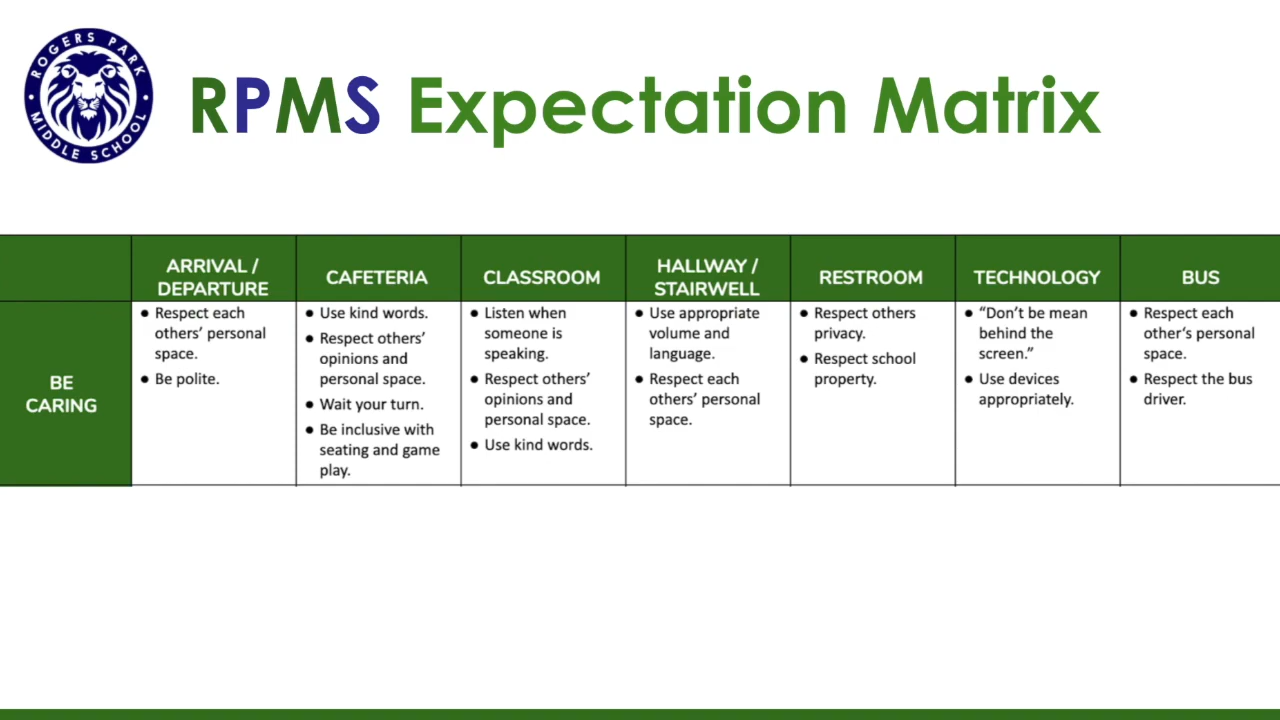 ROGERS PARK
MIDDLE SCHOOL
RPMS Expectation Matrix
ARRIVAL /
DEPARTURE
CAFETERIA
CLASSROOM
HALLWAY /
STAIRWELL
RESTROOM
TECHNOLOGY
BUS
BE
CARING
● Respect each
others’ personal
space.
● Be polite.
● Use kind words.
● Respect others’
opinions and
personal space.
● Wait your turn.
● Be inclusive with
seating and game
play.
● Listen when
someone is
speaking.
● Respect others’
opinions and
personal space.
● Use kind words.
● Use appropriate
volume and
language.
● Respect each
others’ personal
space.
● Respect others
privacy.
● Respect school
property.
● “Don’t be mean
behind the
screen.”
● Use devices
appropriately.
● Respect each
other‘s personal
space.
● Respect the bus
driver.